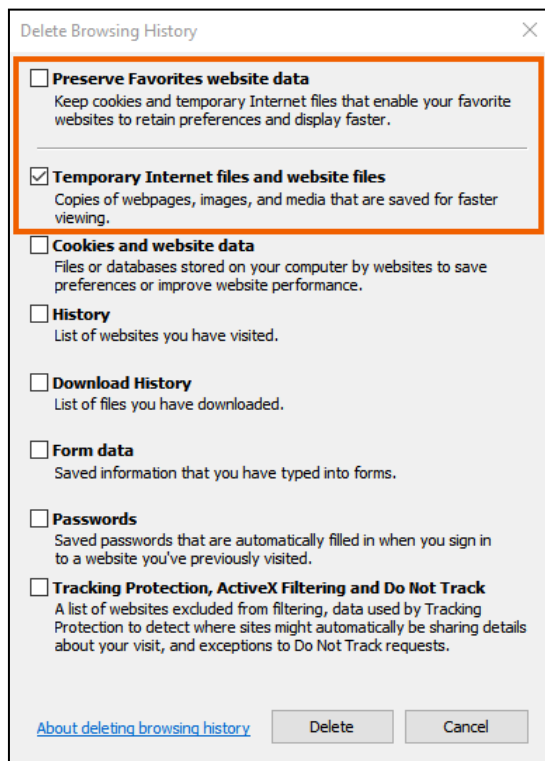 Delete Browsing History
Preserve Favorites website data
Keep cookies and temporary Internet files that enable your favorite
websites to retain preferences and display faster.
Temporary Internet files and website files
Copies of webpages, images, and media that are saved for faster
viewing.
Cookies and website data
Files or databases stored on your computer by websites to save
preferences or improve website performance.
History
List of websites you have visited.
Download History
List of files you have downloaded.
Form data
Saved information that you have typed into forms.
Passwords
Saved passwords that are automatically filled in when you sign in
to a website you've previously visited.
Tracking Protection, ActiveX Filtering and Do Not Track
A list of websites excluded from filtering, data used by Tracking
Protection to detect where sites might automatically be sharing details
about your visit, and exceptions to Do Not Track requests.
About deleting browsing history Delete Cancel